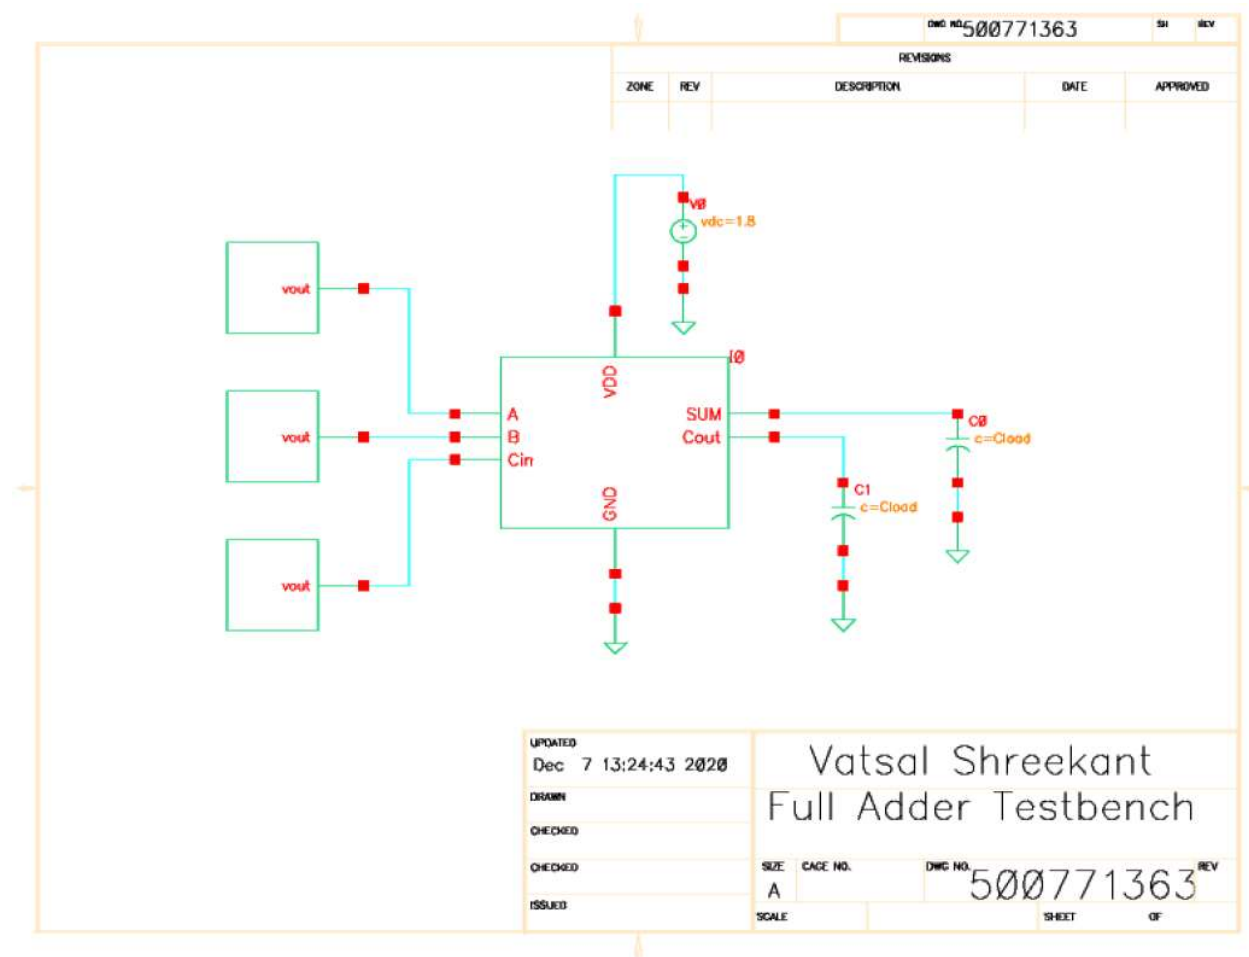 DWG NO. 500771363 SH REV
REVISIONS
ZONE REV DESCRIPTION DATE APPROVED
V0
vdc=1.8
vout
I0
VDD
A
SUM
C0
vout
B
Cout
c=Cload
Cin
GND
C1
c=Cload
vout
UPDATED
Dec 7 13:24:43 2020
DRAWN
CHECKED
CHECKED
ISSUED
Vatsal Shreekant
Full Adder Testbench
SIZE CAGE NO. DWG NO. REV
A 500771363
SCALE SHEET OF